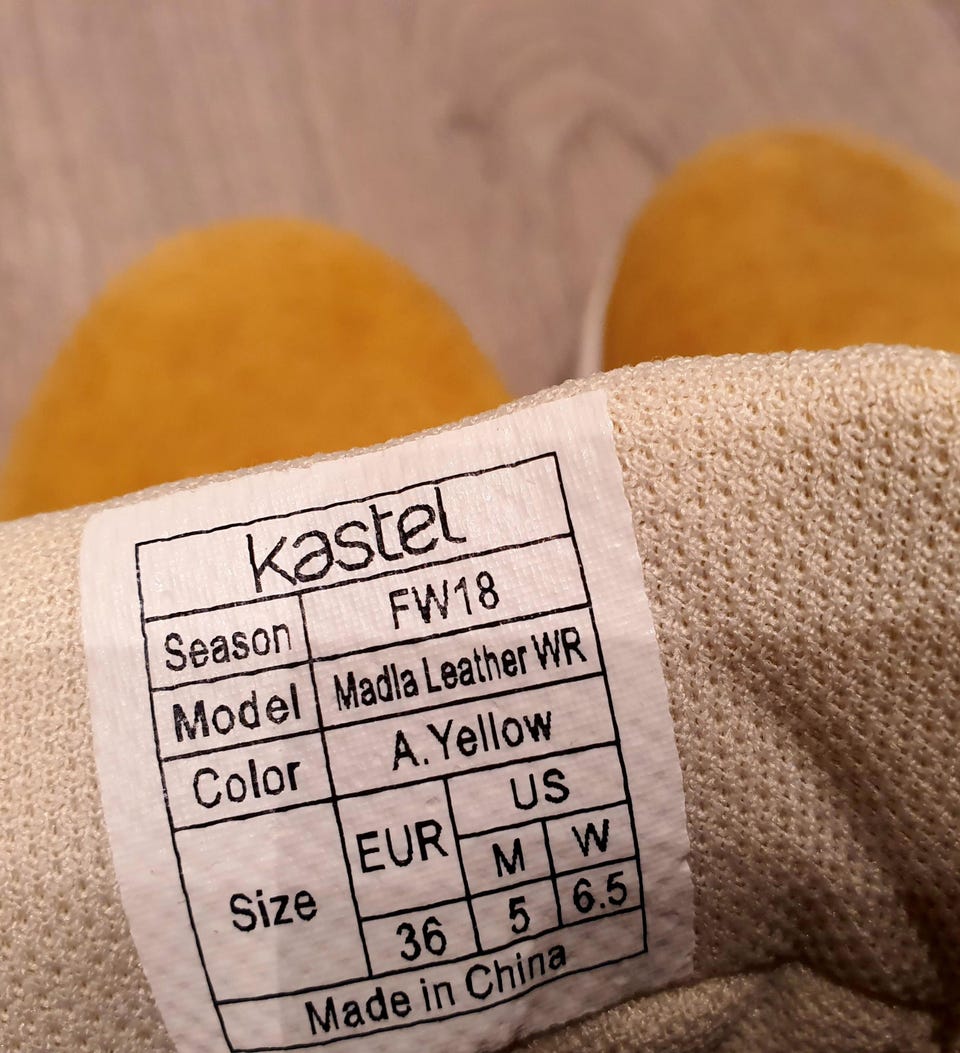 kastel
Season FW18
Model Madla Leather WR
Color A.Yellow
Size EUR US
M W
36 5 6.5
Made in China